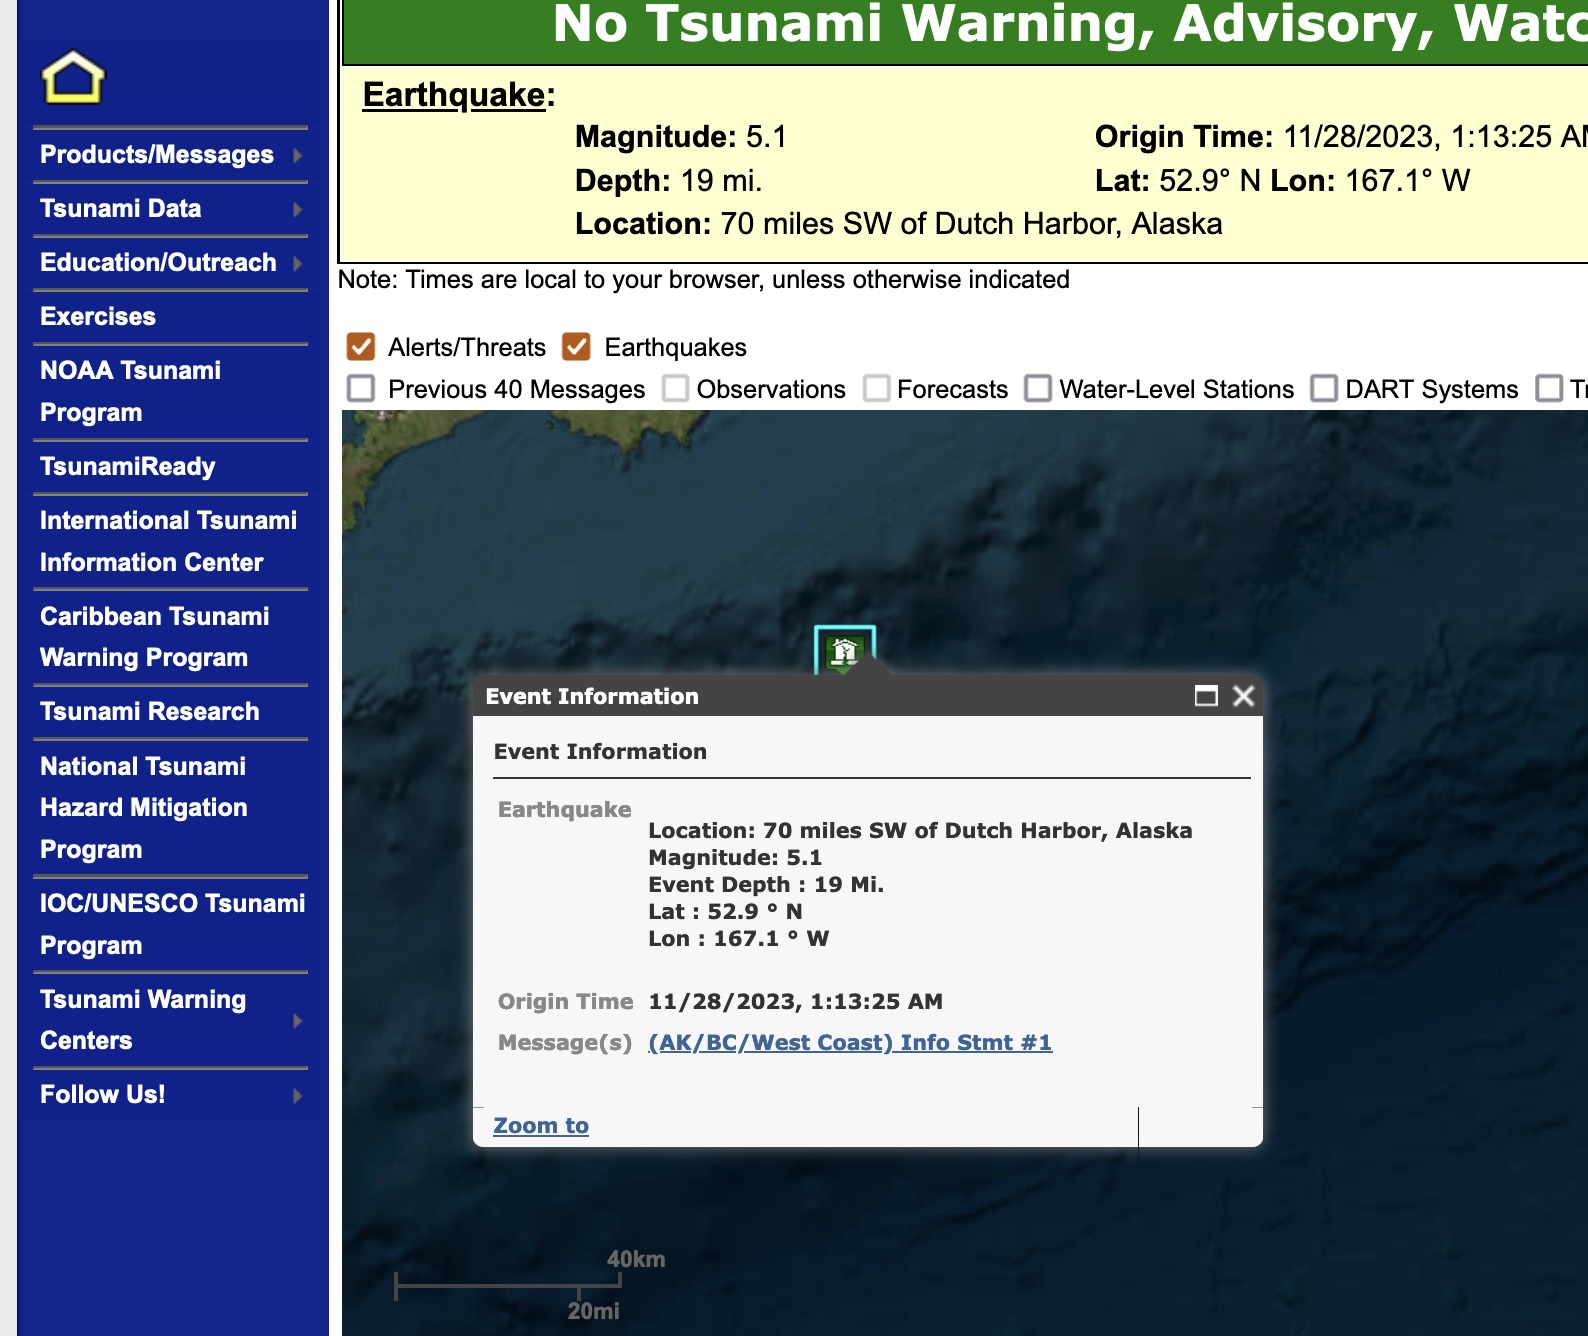 No Tsunami Warning, Advisory, Watc
Earthquake:
Magnitude: 5.1
Origin Time: 11/28/2023, 1:13:25 AM
Depth: 19 mi.
Lat: 52.9° N Lon: 167.1° W
Location: 70 miles SW of Dutch Harbor, Alaska
Note: Times are local to your browser, unless otherwise indicated
Alerts/Threats Earthquakes
Previous 40 Messages Observations Forecasts Water-Level Stations DART Systems
Products/Messages
Tsunami Data
Education/Outreach
Exercises
NOAA Tsunami
Program
TsunamiReady
International Tsunami
Information Center
Caribbean Tsunami
Warning Program
Tsunami Research
National Tsunami
Hazard Mitigation
Program
IOC/UNESCO Tsunami
Program
Tsunami Warning
Centers
Follow Us!
Event Information
Event Information
Earthquake
Location: 70 miles SW of Dutch Harbor, Alaska
Magnitude: 5.1
Event Depth : 19 Mi.
Lat : 52.9 ° N
Lon : 167.1 ° W
Origin Time 11/28/2023, 1:13:25 AM
Message(s) (AK/BC/West Coast) Info Stmt #1
Zoom to
40km
20mi